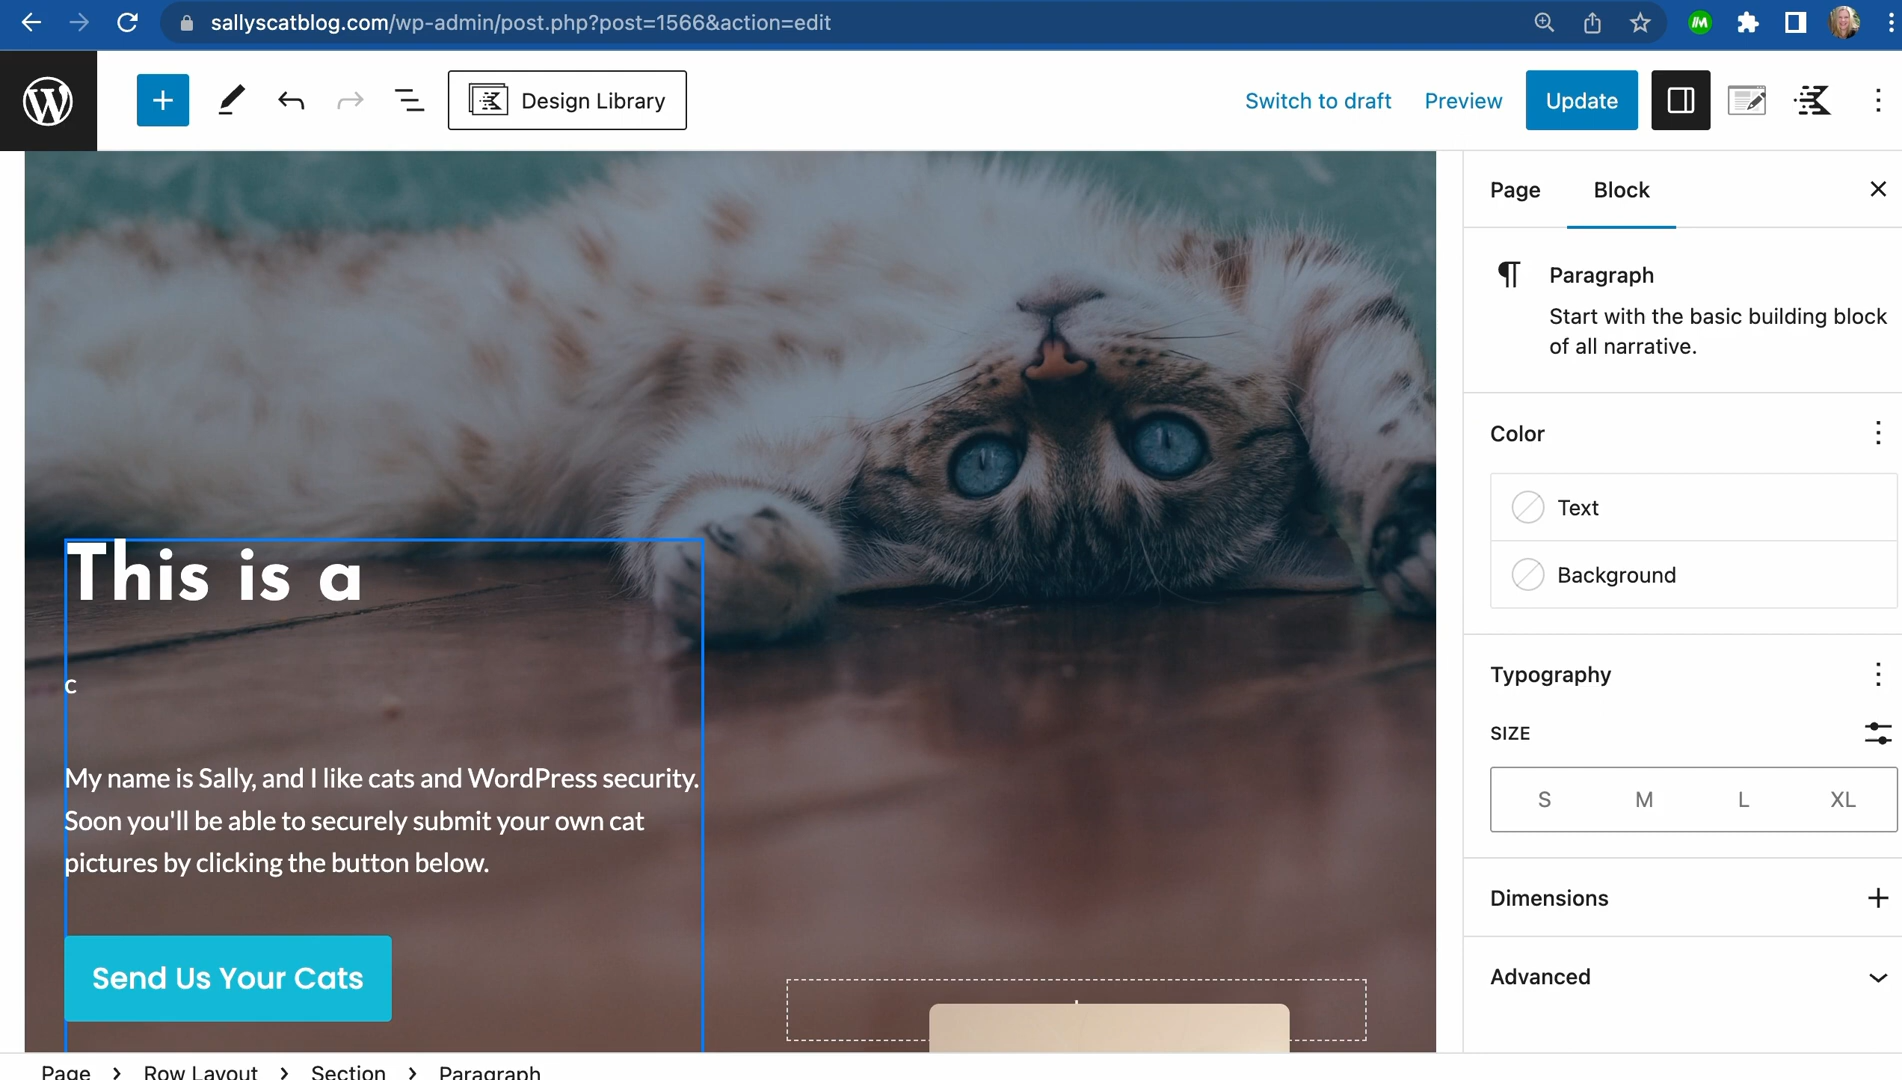 sallyscatblog.com/wp-admin/post.php?post=1566&action=edit
Design Library
Switch to draft
Preview
Update
Page
Block
Paragraph
Start with the basic building block
of all narrative.
Color
Text
Background
Typography
SIZE
S
M
L
XL
Dimensions
Advanced
This is a
c
My name is Sally, and I like cats and WordPress security.
Soon you'll be able to securely submit your own cat
pictures by clicking the button below.
Send Us Your Cats
Page > Row Layout > Section > Paragraph